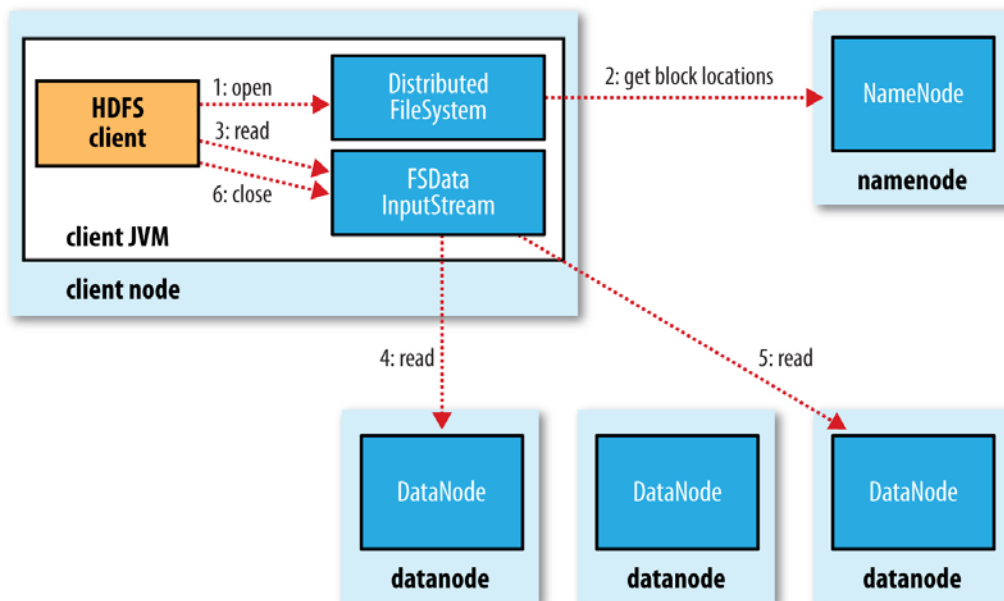 1: open
HDFS
client
Distributed
FileSystem
2: get block locations
NameNode
namenode
3: read
6: close
FSData
InputStream
client JVM
client node
4: read
5: read
DataNode
DataNode
DataNode
datanode
datanode
datanode